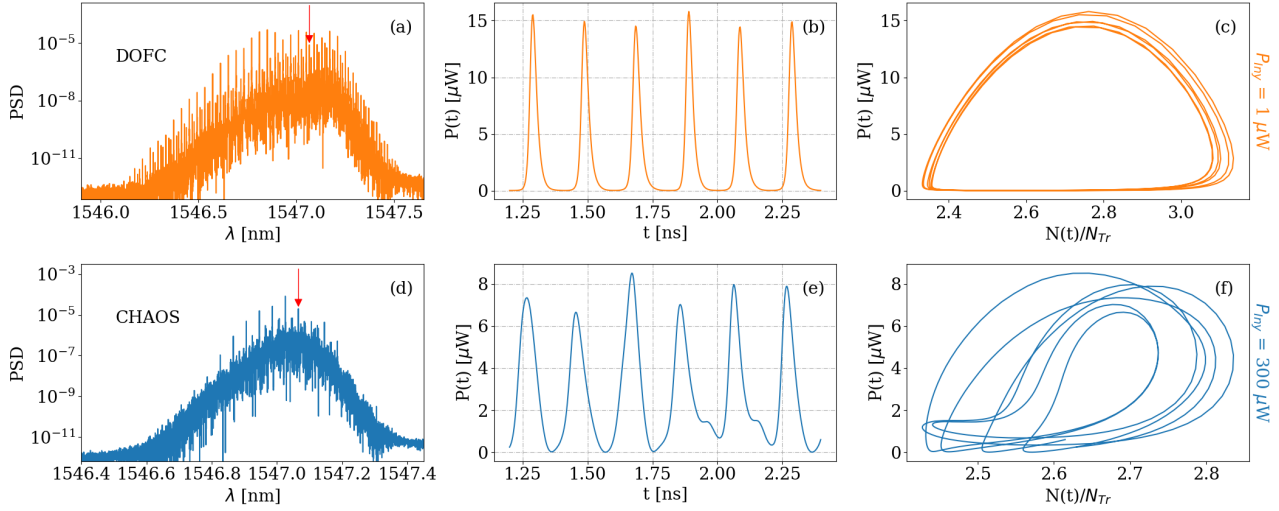 (a)
DOFC
PSD
10⁻⁵
10⁻⁸
10⁻¹¹
1546.0 1546.5 1547.0 1547.5
λ [nm]
(b)
P(t) [μW]
15
10
5
0
1.25 1.50 1.75 2.00 2.25
t [ns]
(c)
P(t) [μW]
15
10
5
0
2.4 2.6 2.8 3.0
N(t)/N_Tr
P_Iny = 1 μW
(d)
CHAOS
PSD
10⁻³
10⁻⁵
10⁻⁷
10⁻⁹
10⁻¹¹
1546.4 1546.6 1546.8 1547.0 1547.2 1547.4
λ [nm]
(e)
P(t) [μW]
8
6
4
2
0
1.25 1.50 1.75 2.00 2.25
t [ns]
(f)
P(t) [μW]
8
6
4
2
0
2.5 2.6 2.7 2.8
N(t)/N_Tr
P_Iny = 300 μW